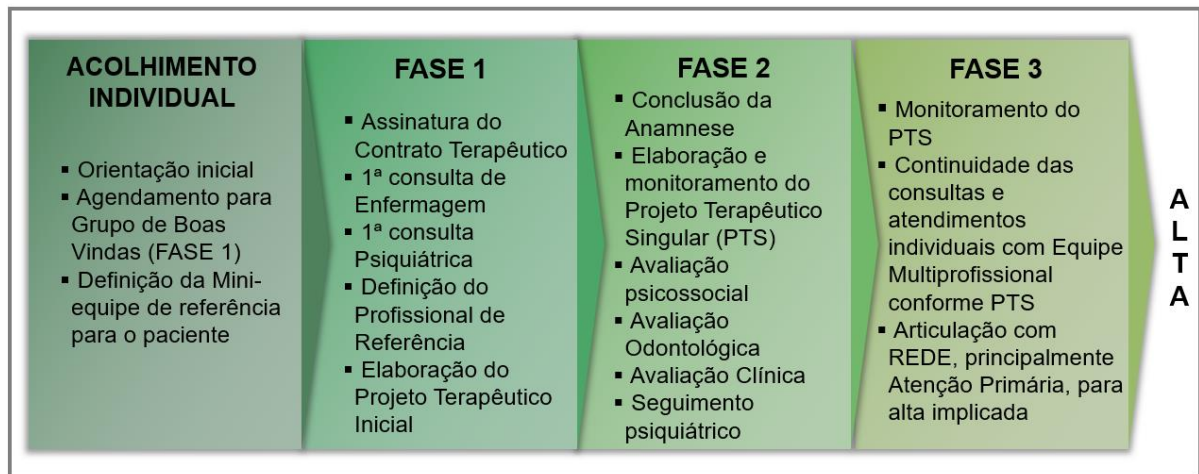 ACOLHIMENTO
INDIVIDUAL
▪ Orientação inicial
▪ Agendamento para
Grupo de Boas
Vindas (FASE 1)
▪ Definição da Mini-
equipe de referência
para o paciente
FASE 1
▪ Assinatura do
Contrato Terapêutico
▪ 1ª consulta de
Enfermagem
▪ 1ª consulta
Psiquiátrica
▪ Definição do
Profissional de
Referência
▪ Elaboração do
Projeto Terapêutico
Inicial
FASE 2
▪ Conclusão da
Anamnese
▪ Elaboração e
monitoramento do
Projeto Terapêutico
Singular (PTS)
▪ Avaliação
psicossocial
▪ Avaliação
Odontológica
▪ Avaliação Clínica
▪ Seguimento
psiquiátrico
FASE 3
▪ Monitoramento do
PTS
▪ Continuidade das
consultas e
atendimentos
individuais com Equipe
Multiprofissional
conforme PTS
▪ Articulação com
REDE, principalmente
Atenção Primária, para
alta implicada
ALTA